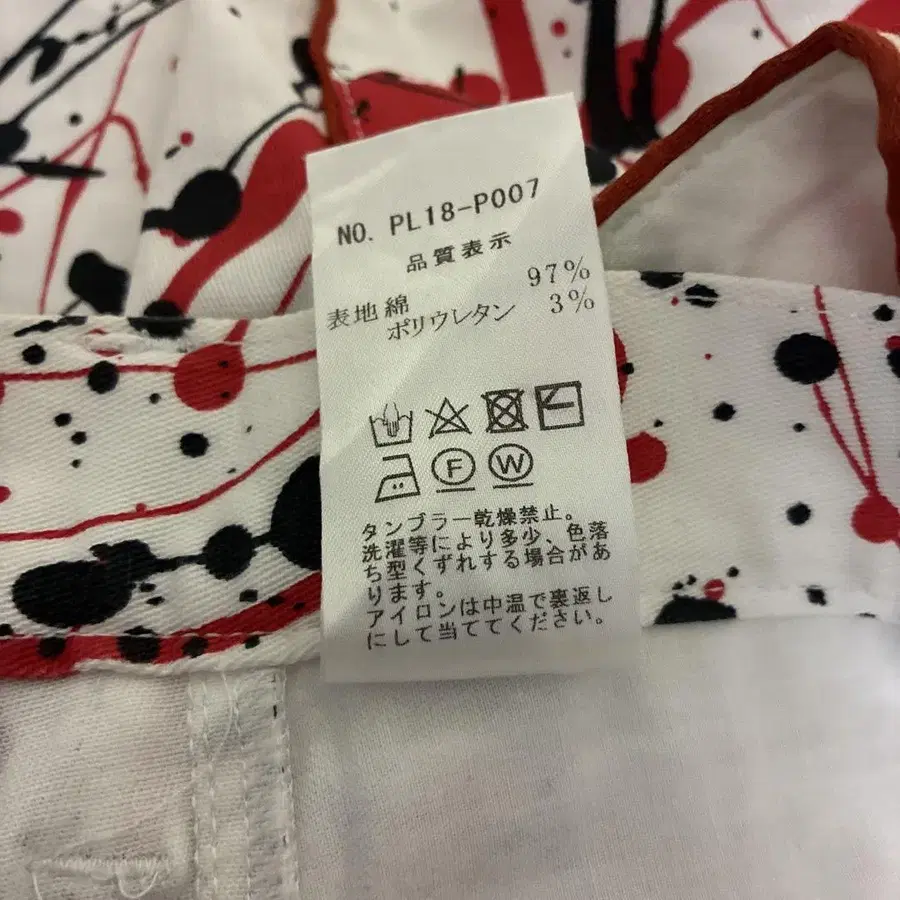 NO. PL18-P007
品質表示
表地 綿 97%
ポリウレタン 3%
F W
タンブラー乾燥禁止。
洗濯等により多少、色落
ち型くずれする場合があ
ります。
アイロンは中温で裏返し
にして当ててください。